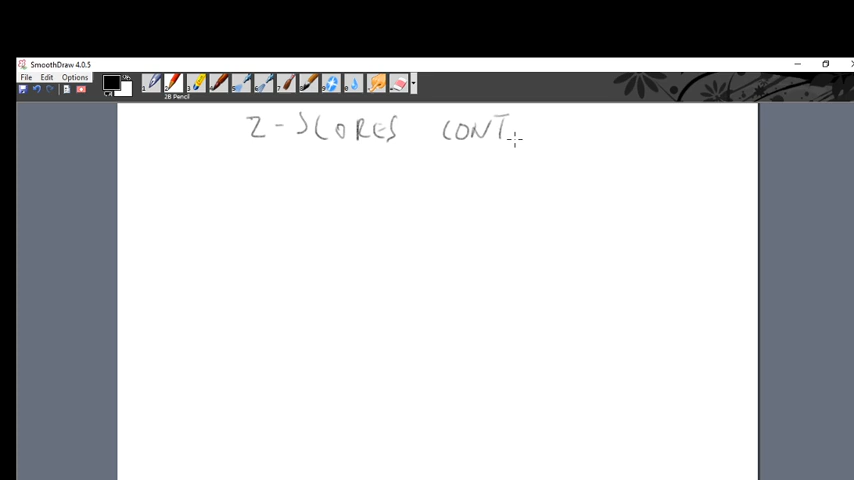 SmoothDraw 4.0.5
File Edit Options
2B Pencil
Z-SCORES CONT.